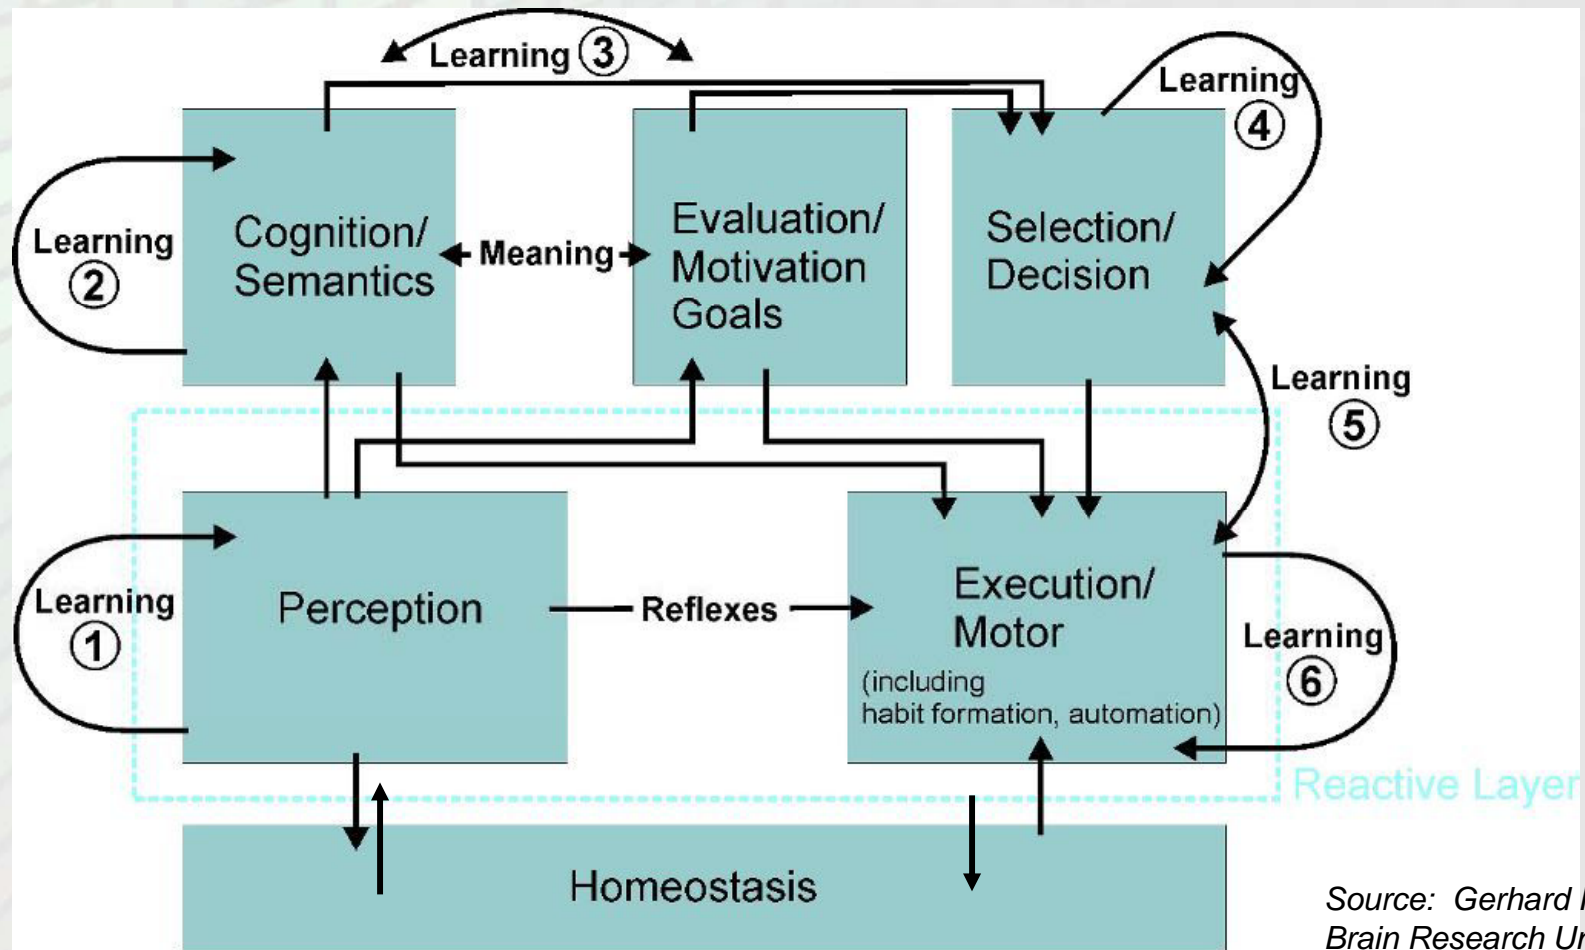 Learning ③
Learning
④
Learning
②
Cognition/
Semantics
Meaning
Evaluation/
Motivation
Goals
Selection/
Decision
Learning
⑤
Learning
①
Perception
Reflexes
Execution/
Motor
(including
habit formation, automation)
Learning
⑥
Reactive Layer
Homeostasis
Source: Gerhard
Brain Research